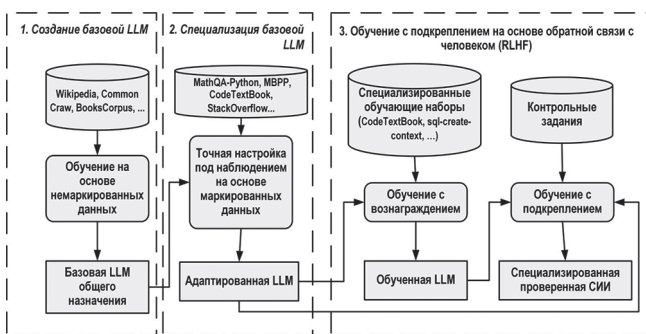 1. Создание базовой LLM
Wikipedia, Common
Craw, BooksCorpus, ...
Обучение на
основе
немаркированных
данных
Базовая LLM
общего
назначения
2. Специализация базовой
LLM
MathQA-Python, MBPP,
CodeTextBook,
StackOverflow...
Точная настройка
под наблюдением
на основе
маркированных
данных
Адаптированная LLM
3. Обучение с подкреплением на основе обратной связи с
человеком (RLHF)
Специализированные
обучающие наборы
(CodeTextBook, sql-create-
context, ...)
Обучение с
вознаграждением
Обученная LLM
Контрольные
задания
Обучение с
подкреплением
Специализированная
проверенная СИИ